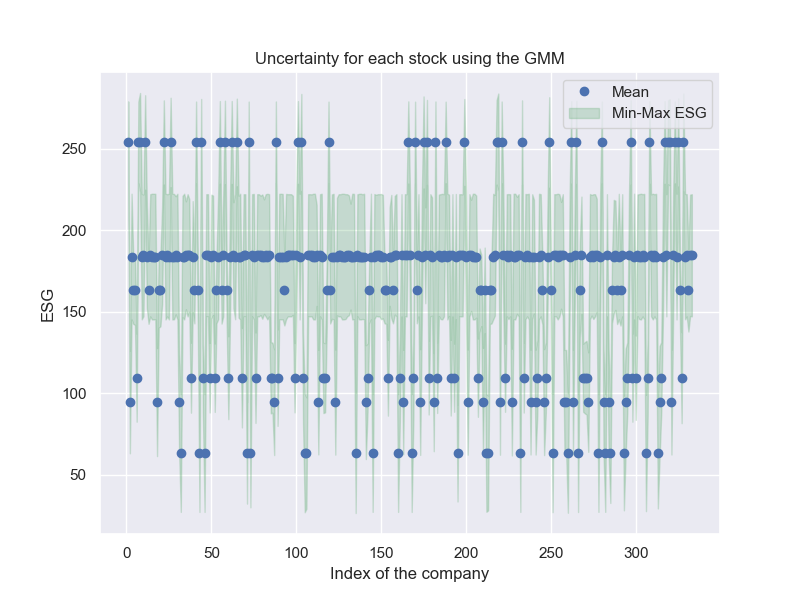 Uncertainty for each stock using the GMM
Mean
Min-Max ESG
250
200
150
100
50
ESG
0 50 100 150 200 250 300
Index of the company